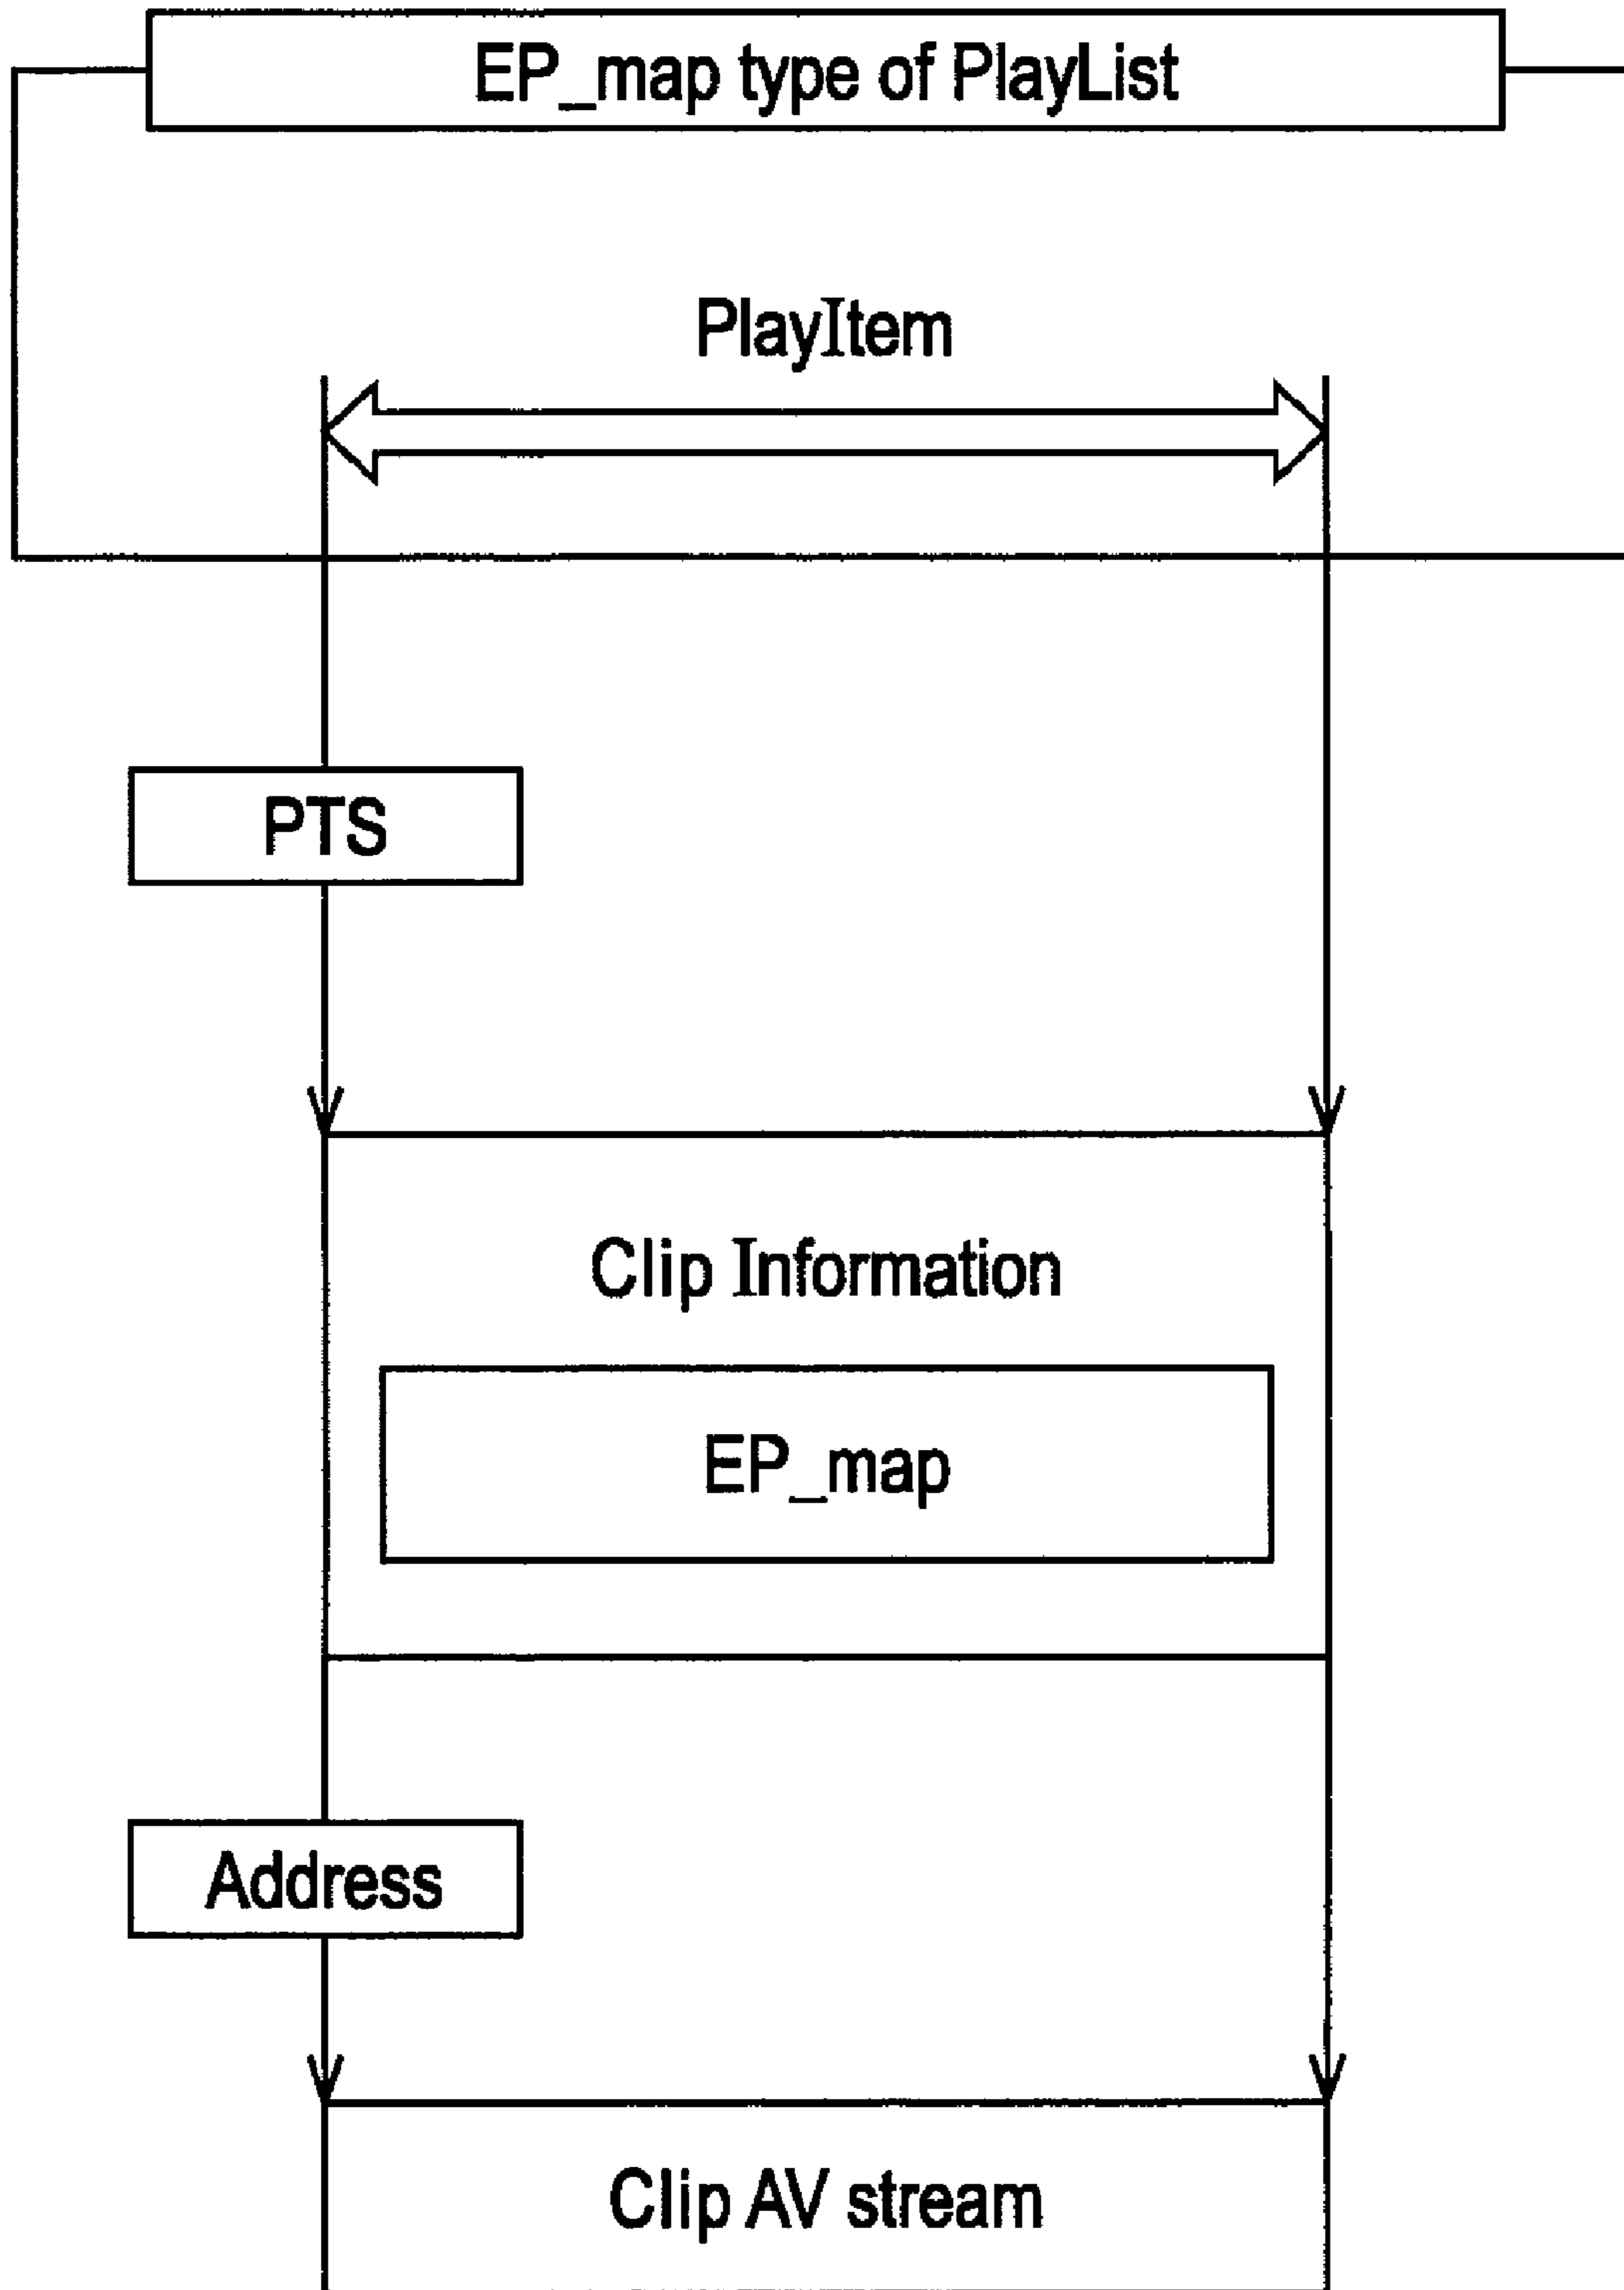 EP_map type of PlayList
PlayItem
PTS
Clip Information
EP_map
Address
Clip AV stream